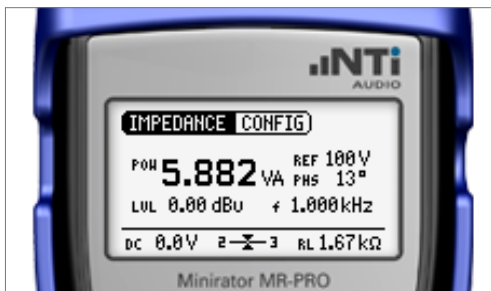 NTi
AUDIO
IMPEDANCE CONFIG
POW 5.882 VA REF 100V
PHS 13°
LVL 0.00 dBu f 1.000kHz
DC 0.0V 2 3 RL 1.67kΩ
Minirator MR-PRO